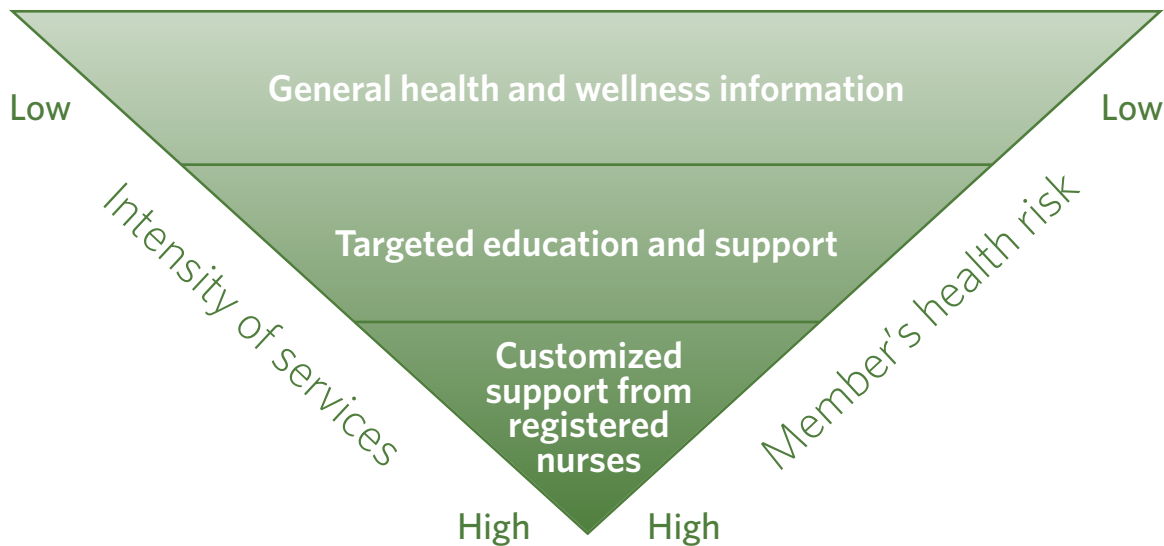 General health and wellness information
Low
Low
Intensity of services
Member’s health risk
Targeted education and support
Customized
support from
registered
nurses
High
High